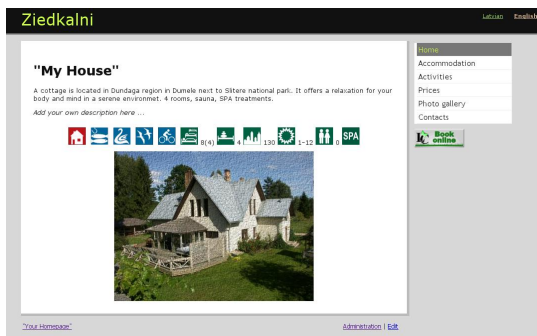 Ziedkalni
Latvian English
"My House"
A cottage is located in Dundaga region in Dumele next to Slitere national park. It offers a relaxation for your
body and mind in a serene environmet. 4 rooms, sauna, SPA treatments.
Add your own description here ...
8(4) 4 130 1-12 0 SPA
Home
Accommodation
Activities
Prices
Photo gallery
Contacts
Book
online
"Your Homepage"
Administration | Edit